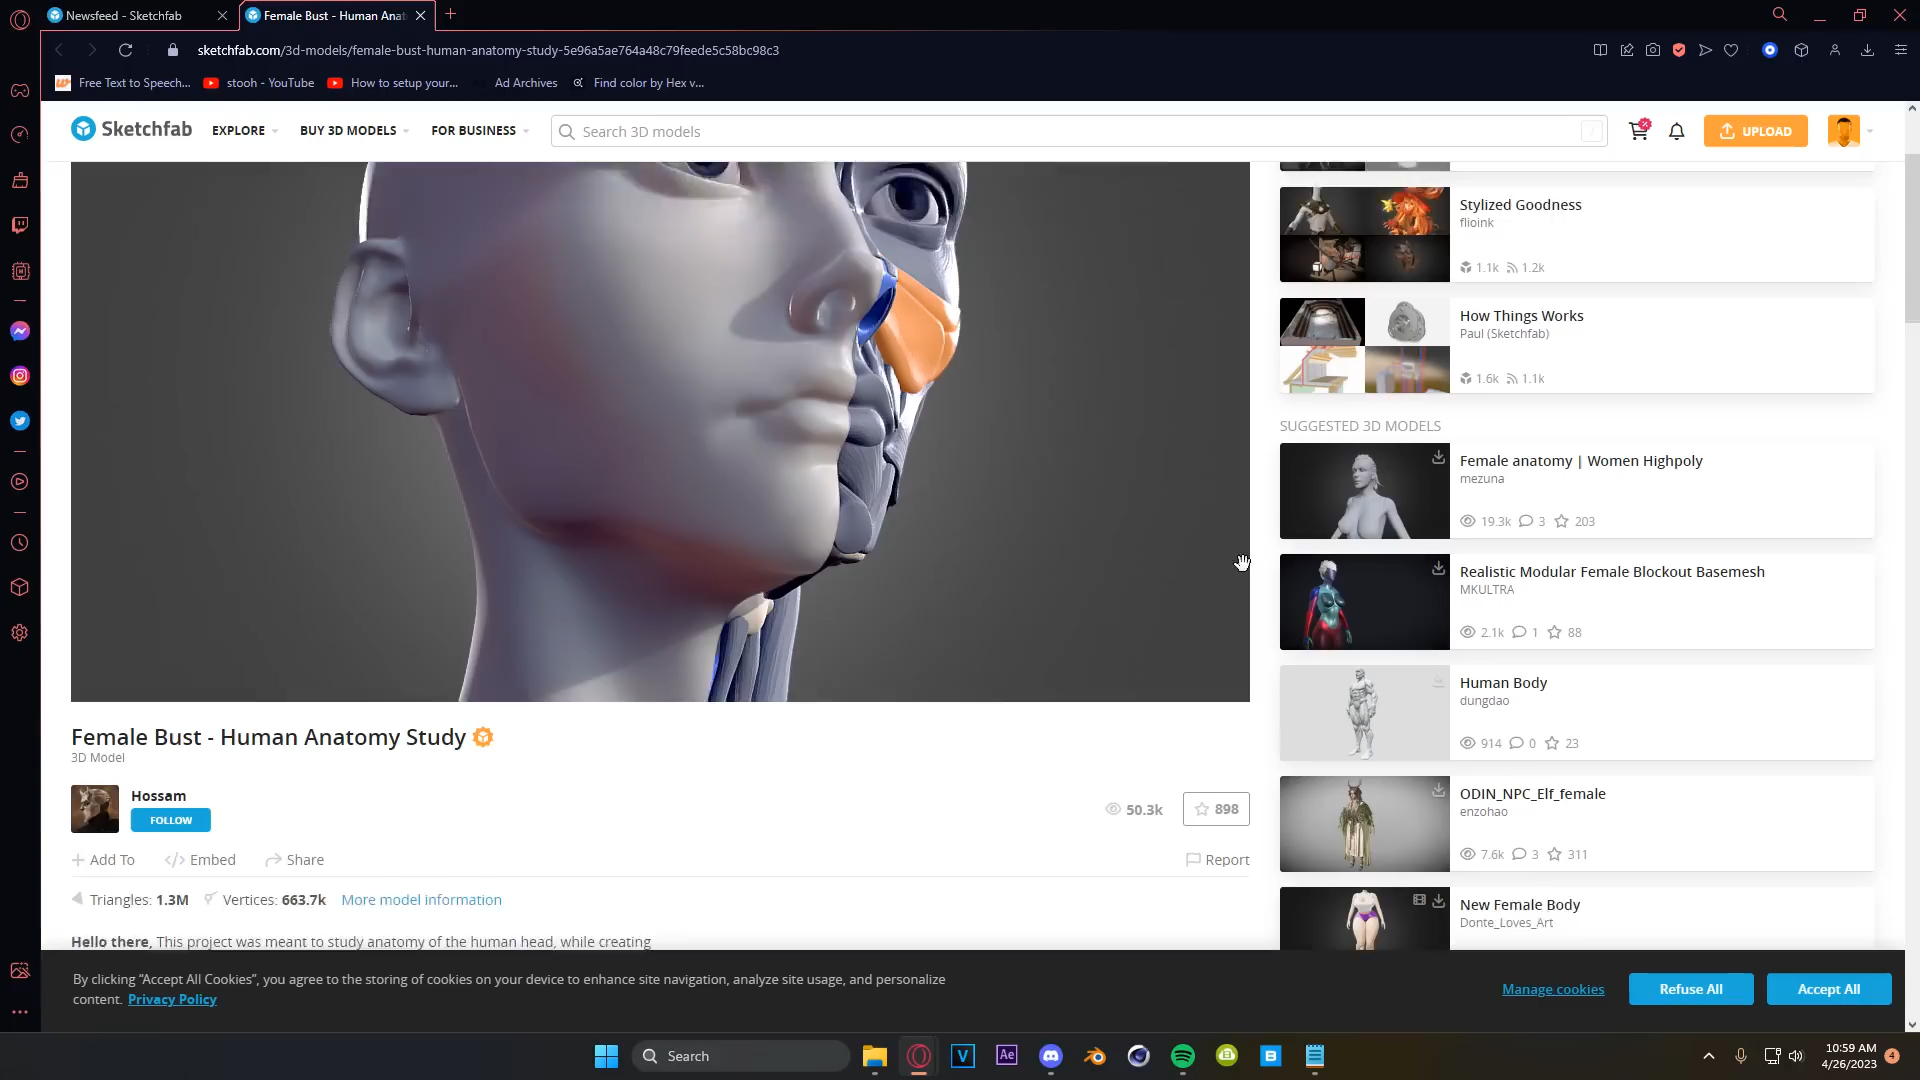 Newsfeed - Sketchfab
Female Bust - Human Anat
sketchfab.com/3d-models/female-bust-human-anatomy-study-5e96a5ae764a48c79feede5c58bc98c3
Free Text to Speech...
stooh - YouTube
How to setup your...
Ad Archives
Find color by Hex v...
Sketchfab
EXPLORE
BUY 3D MODELS
FOR BUSINESS
Search 3D models
/
UPLOAD
Stylized Goodness
flioink
1.1k 1.2k
How Things Works
Paul (Sketchfab)
1.6k 1.1k
SUGGESTED 3D MODELS
Female anatomy | Women Highpoly
mezuna
19.3k 3 203
Realistic Modular Female Blockout Basemesh
MKULTRA
2.1k 1 88
Human Body
dungdao
914 0 23
ODIN_NPC_Elf_female
enzohao
7.6k 3 311
New Female Body
Donte_Loves_Art
Female Bust - Human Anatomy Study
3D Model
Hossam
FOLLOW
50.3k
898
+ Add To
</> Embed
Share
Report
Triangles: 1.3M Vertices: 663.7k More model information
Hello there, This project was meant to study anatomy of the human head, while creating
By clicking “Accept All Cookies”, you agree to the storing of cookies on your device to enhance site navigation, analyze site usage, and personalize
content. Privacy Policy
Manage cookies
Refuse All
Accept All
Search
V
Ae
B
10:59 AM
4/26/2023
4